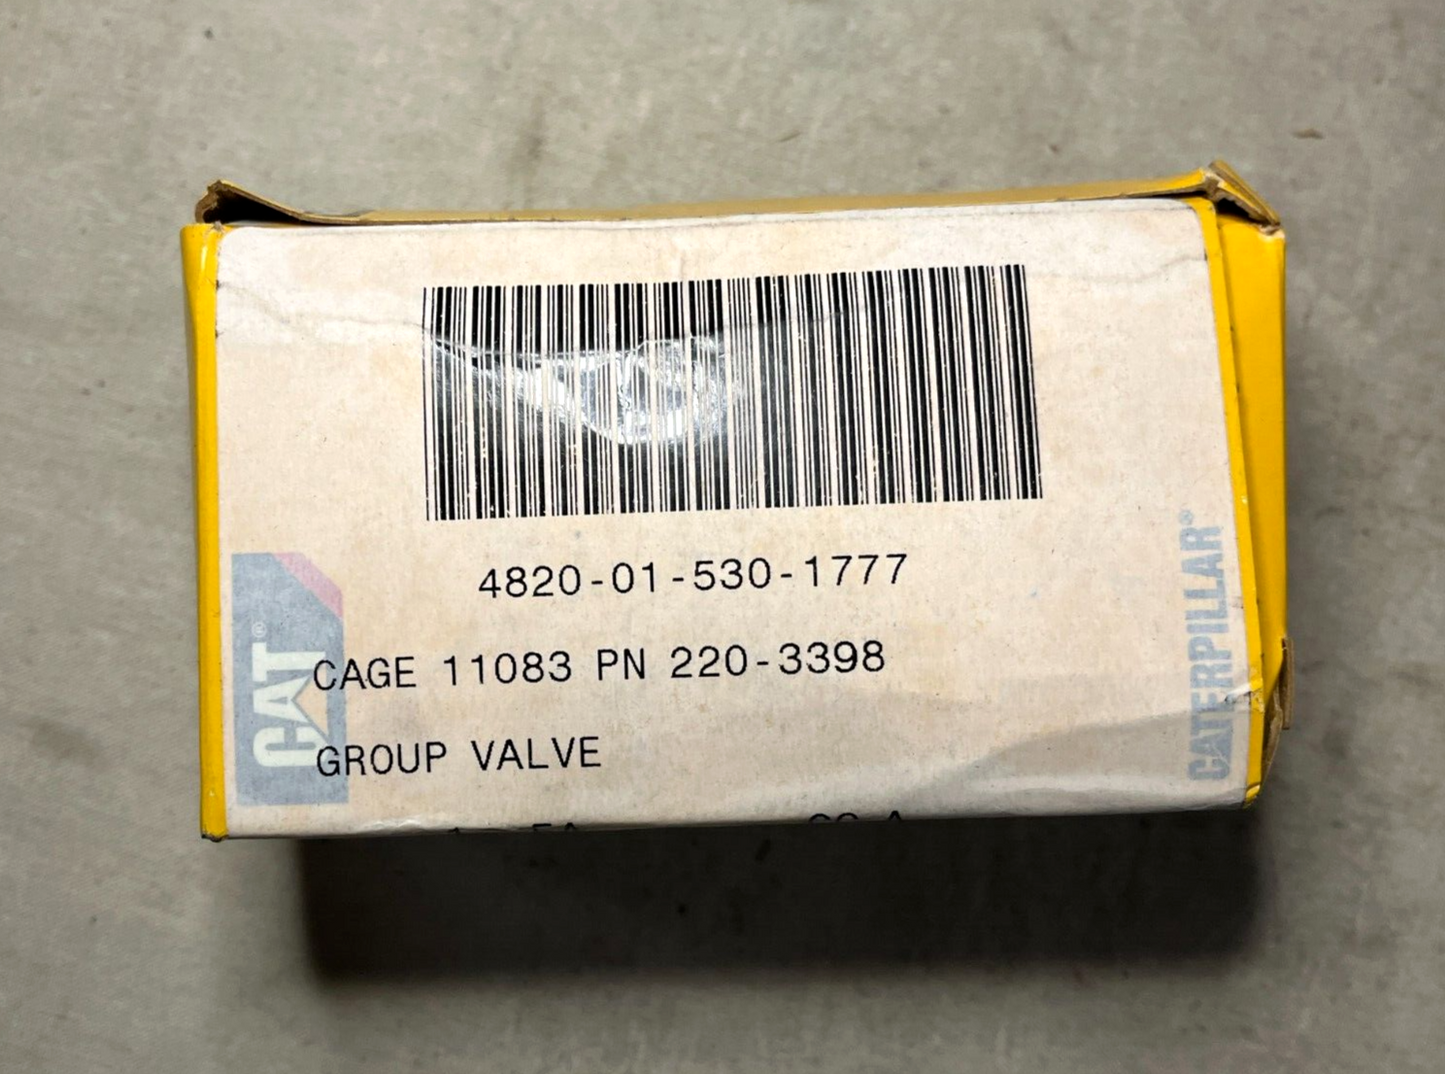 4820-01-530-1777
CAGE 11083 PN 220-3398
GROUP VALVE
CAT®
CATERPILLAR®